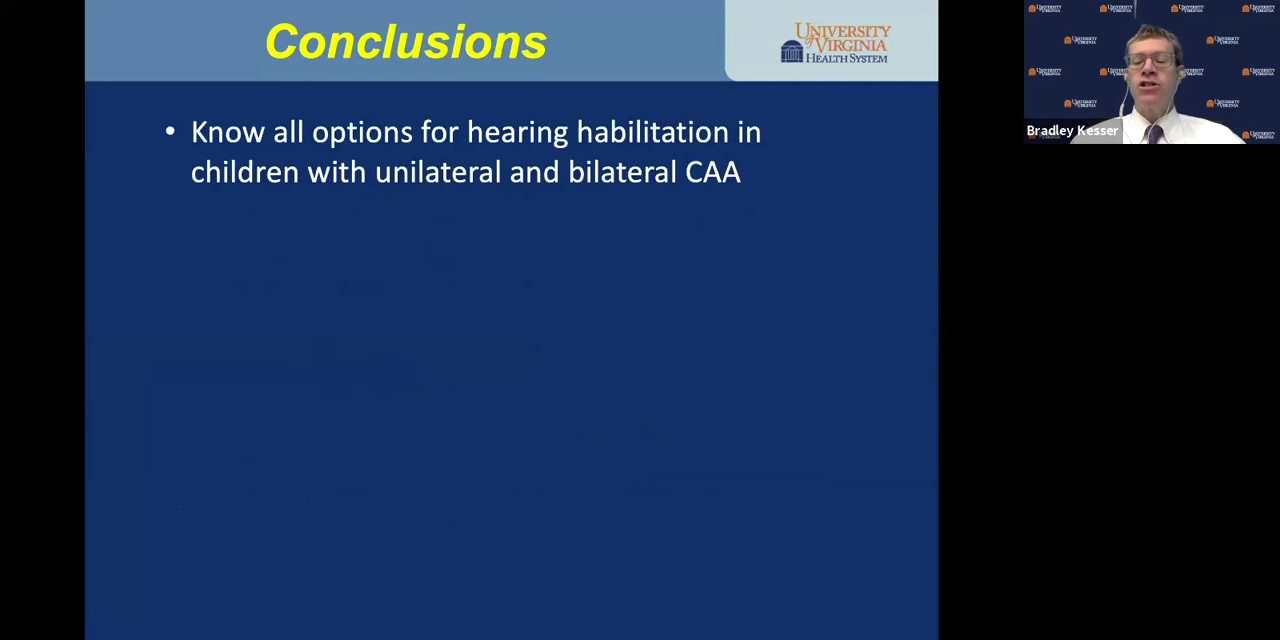 Conclusions
UNIVERSITY
of VIRGINIA
HEALTH SYSTEM
• Know all options for hearing habilitation in
children with unilateral and bilateral CAA
Bradley Kesser